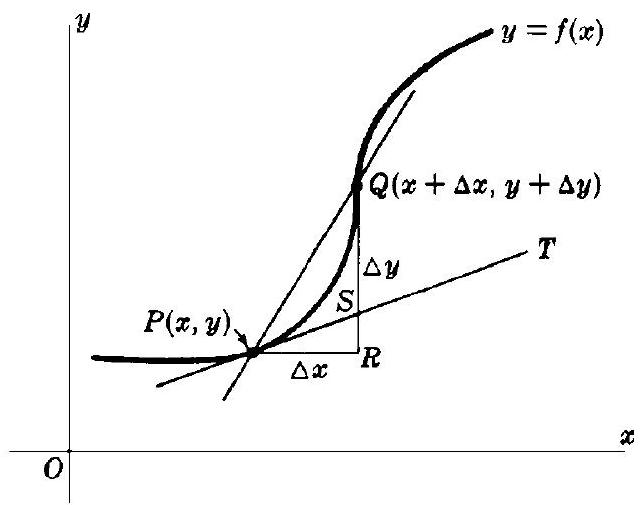 y
y = f(x)
Q(x + Δx, y + Δy)
T
Δy
S
P(x, y)
Δx
R
x
O